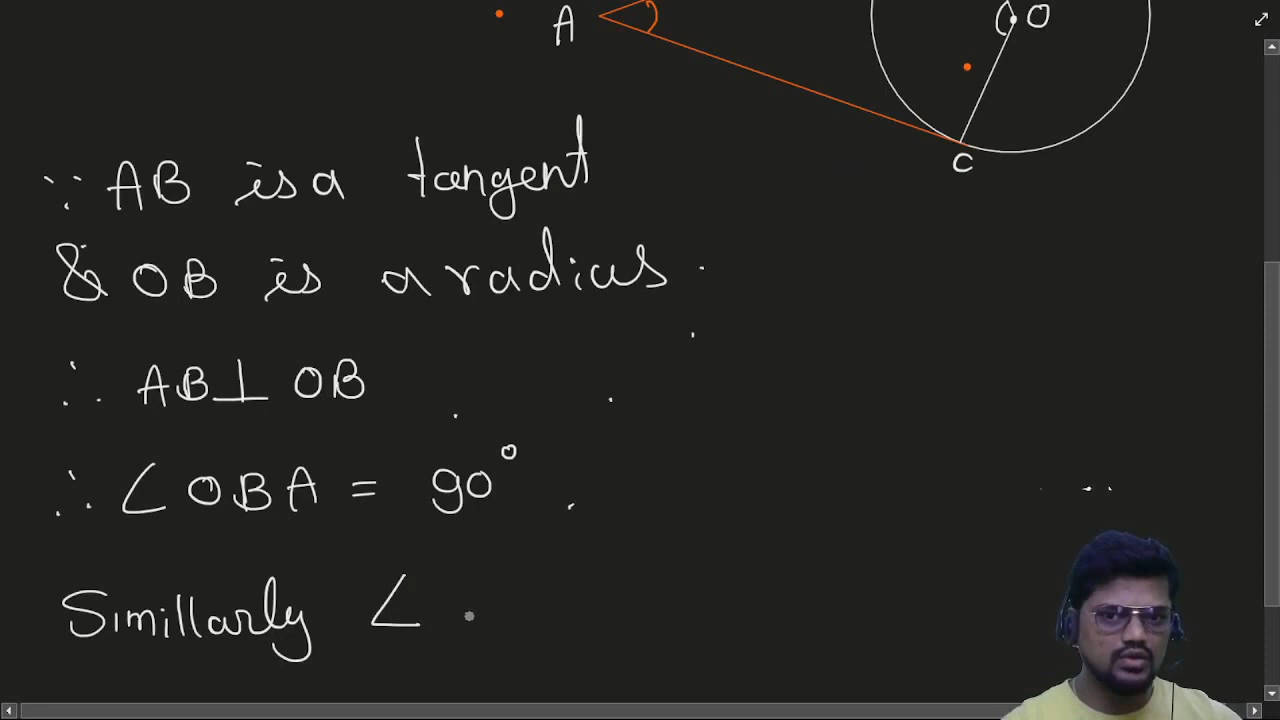 A
O
C
∵ AB is a tangent
& OB is a radius.
∴ AB ⊥ OB
∴ ∠OBA = 90°.
Simillarly ∠